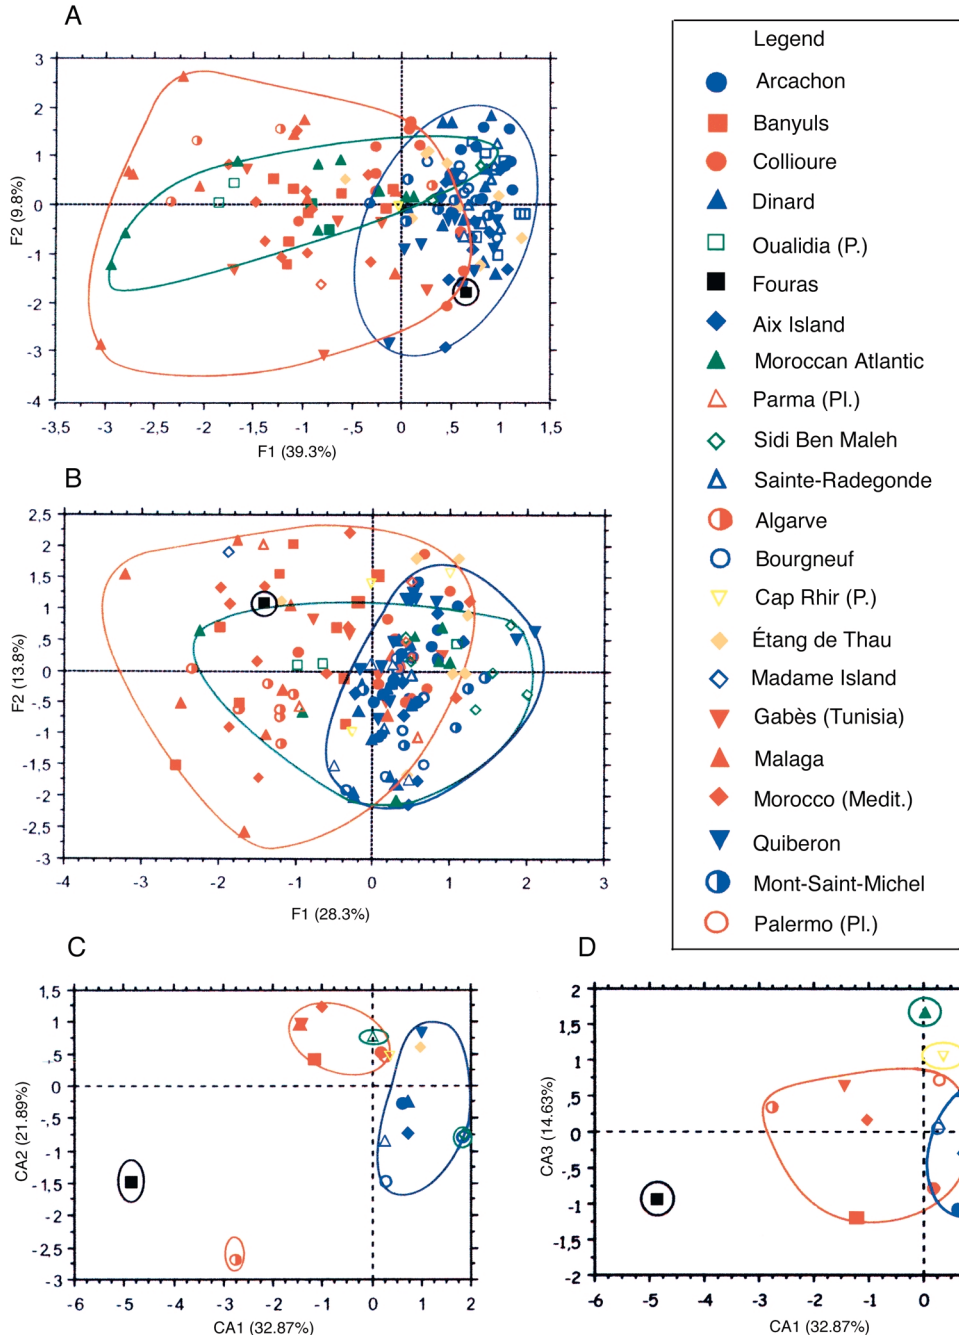 A
3
2
1
0
-1
-2
-3
-4
F2 (9.8%)
-3,5 -3 -2,5 -2 -1,5 -1 -,5 0 ,5 1 1,5
F1 (39.3%)
B
2,5
2
1,5
1
,5
0
-,5
-1
-1,5
-2
-2,5
-3
F2 (13.8%)
-4 -3 -2 -1 0 1 2 3
F1 (28.3%)
Legend
Arcachon
Banyuls
Collioure
Dinard
Oualidia (P.)
Fouras
Aix Island
Moroccan Atlantic
Parma (Pl.)
Sidi Ben Maleh
Sainte-Radegonde
Algarve
Bourgneuf
Cap Rhir (P.)
Étang de Thau
Madame Island
Gabès (Tunisia)
Malaga
Morocco (Medit.)
Quiberon
Mont-Saint-Michel
Palermo (Pl.)
C
1,5
1
,5
0
-,5
-1
-1,5
-2
-2,5
-3
CA2 (21.89%)
-6 -5 -4 -3 -2 -1 0 1 2
CA1 (32.87%)
D
2
1,5
1
,5
0
-,5
-1
-1,5
-2
CA3 (14.63%)
-6 -5 -4 -3 -2 -1 0
CA1 (32.87%)